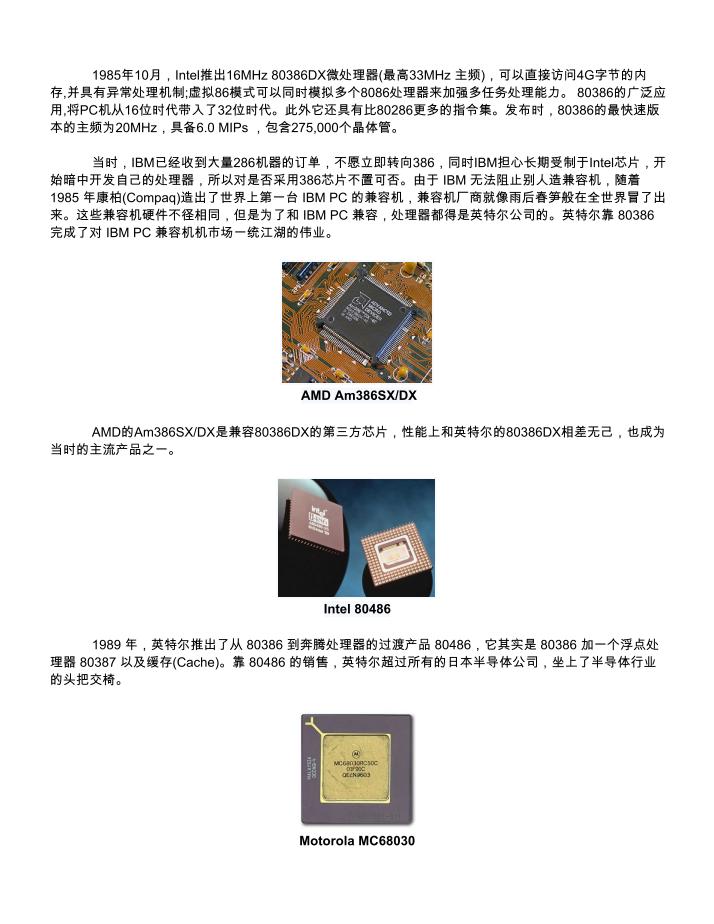 1985年10月，Intel推出16MHz 80386DX微处理器(最高33MHz 主频)，可以直接访问4G字节的内
存,并具有异常处理机制;虚拟86模式可以同时模拟多个8086处理器来加强多任务处理能力。 80386的广泛应
用,将PC机从16位时代带入了32位时代。此外它还具有比80286更多的指令集。发布时，80386的最快速版
本的主频为20MHz，具备6.0 MIPs ，包含275,000个晶体管。
当时，IBM已经收到大量286机器的订单，不愿立即转向386，同时IBM担心长期受制于Intel芯片，开
始暗中开发自己的处理器，所以对是否采用386芯片不置可否。由于 IBM 无法阻止别人造兼容机，随着
1985 年康柏(Compaq)造出了世界上第一台 IBM PC 的兼容机，兼容机厂商就像雨后春笋般在全世界冒了出
来。这些兼容机硬件不径相同，但是为了和 IBM PC 兼容，处理器都得是英特尔公司的。英特尔靠 80386
完成了对 IBM PC 兼容机机市场一统江湖的伟业。
ADVANCED
MICRO
DEVICES
AMD Am386SX/DX
AMD的Am386SX/DX是兼容80386DX的第三方芯片，性能上和英特尔的80386DX相差无己，也成为
当时的主流产品之一。
intel
Intel 80486
1989 年，英特尔推出了从 80386 到奔腾处理器的过渡产品 80486，它其实是 80386 加一个浮点处
理器 80387 以及缓存(Cache)。靠 80486 的销售，英特尔超过所有的日本半导体公司，坐上了半导体行业
的头把交椅。
MC68030RC50C
QEZN9603
MALAYSIA
Motorola MC68030